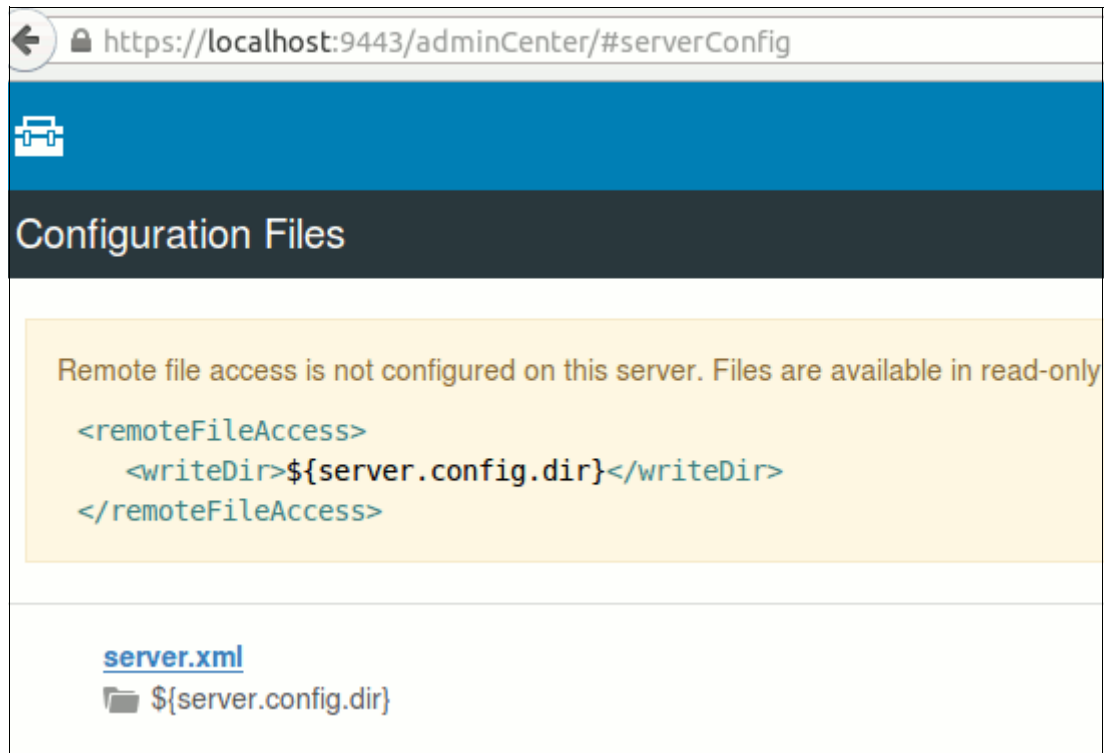 https://localhost:9443/adminCenter/#serverConfig
Configuration Files
Remote file access is not configured on this server. Files are available in read-only
<remoteFileAccess>
<writeDir>${server.config.dir}</writeDir>
</remoteFileAccess>
server.xml
${server.config.dir}